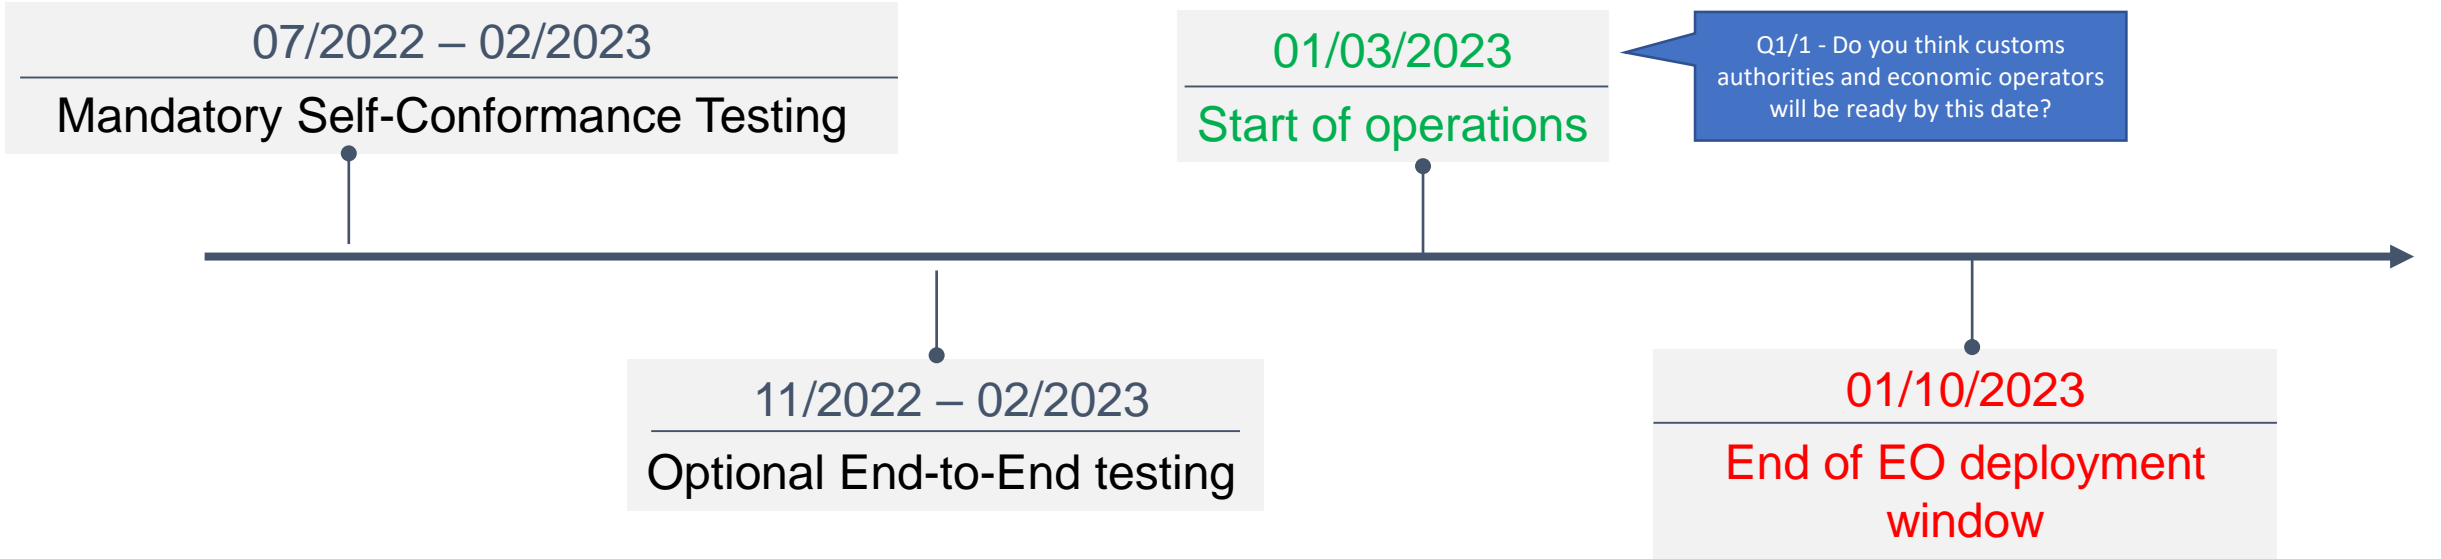 07/2022 – 02/2023
Mandatory Self-Conformance Testing
01/03/2023
Start of operations
Q1/1 - Do you think customs
authorities and economic operators
will be ready by this date?
11/2022 – 02/2023
Optional End-to-End testing
01/10/2023
End of EO deployment
window